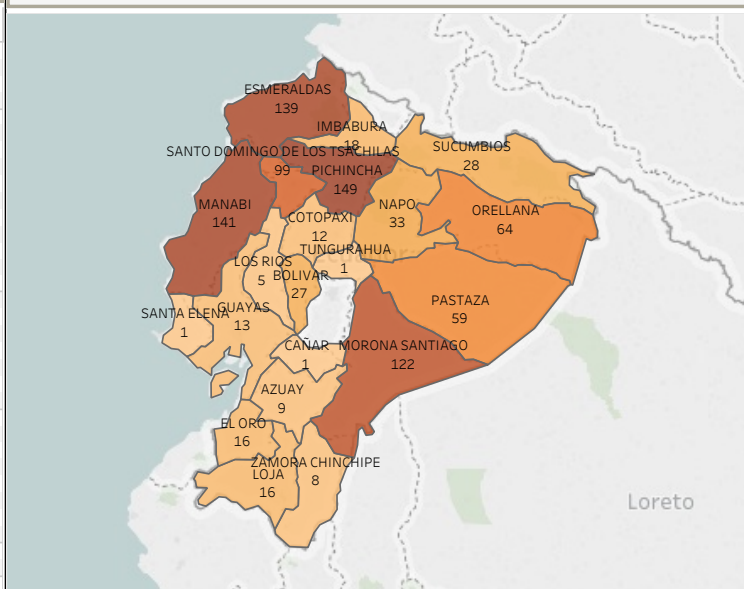 ESMERALDAS
139
IMBABURA
18
SANTO DOMINGO DE LOS TSACHILAS
99
PICHINCHA
149
SUCUMBIOS
28
MANABI
141
NAPO
33
ORELLANA
64
COTOPAXI
12
TUNGURAHUA
1
LOS RIOS
5
BOLIVAR
27
SANTA ELENA
1
GUAYAS
13
PASTAZA
59
CAÑAR
1
MORONA SANTIAGO
122
AZUAY
9
EL ORO
16
ZAMORA CHINCHIPE
8
LOJA
16
Loreto